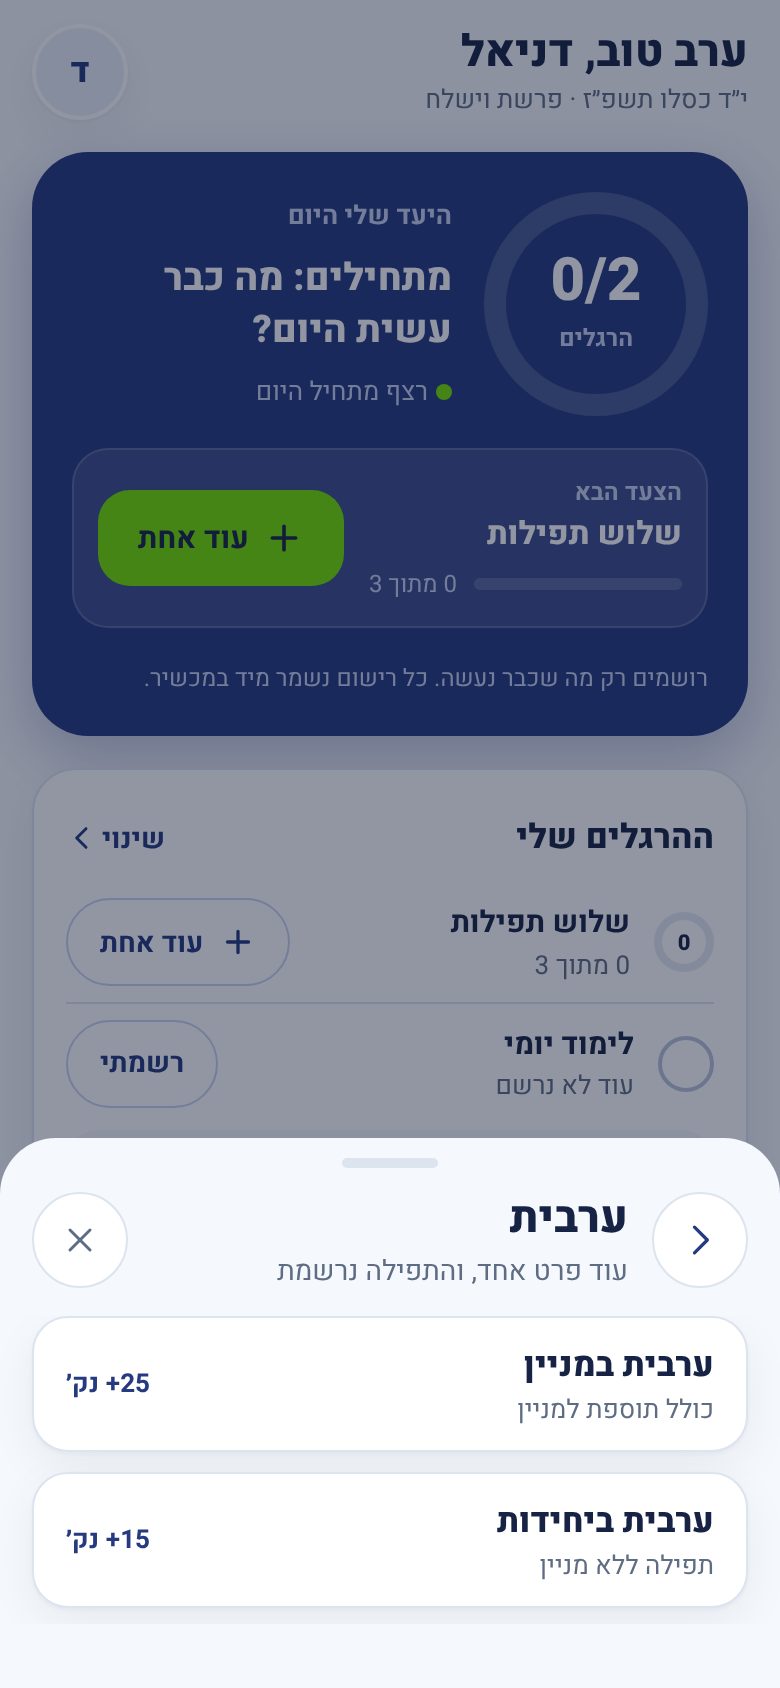 ערב טוב, דניאל
ד
י״ד כסלו תשפ״ז · פרשת וישלח
0/2
הרגלים
היעד שלי היום
מתחילים: מה כבר
עשית היום?
רצף מתחיל היום
הצעד הבא
שלוש תפילות
0 מתוך 3
עוד אחת
רושמים רק מה שכבר נעשה. כל רישום נשמר מיד במכשיר.
ההרגלים שלי
שינוי
0
שלוש תפילות
0 מתוך 3
עוד אחת
לימוד יומי
עוד לא נרשם
רשמתי
ערבית
עוד פרט אחד, והתפילה נרשמת
ערבית במניין
כולל תוספת למניין
+25 נק׳
ערבית ביחידות
תפילה ללא מניין
+15 נק׳